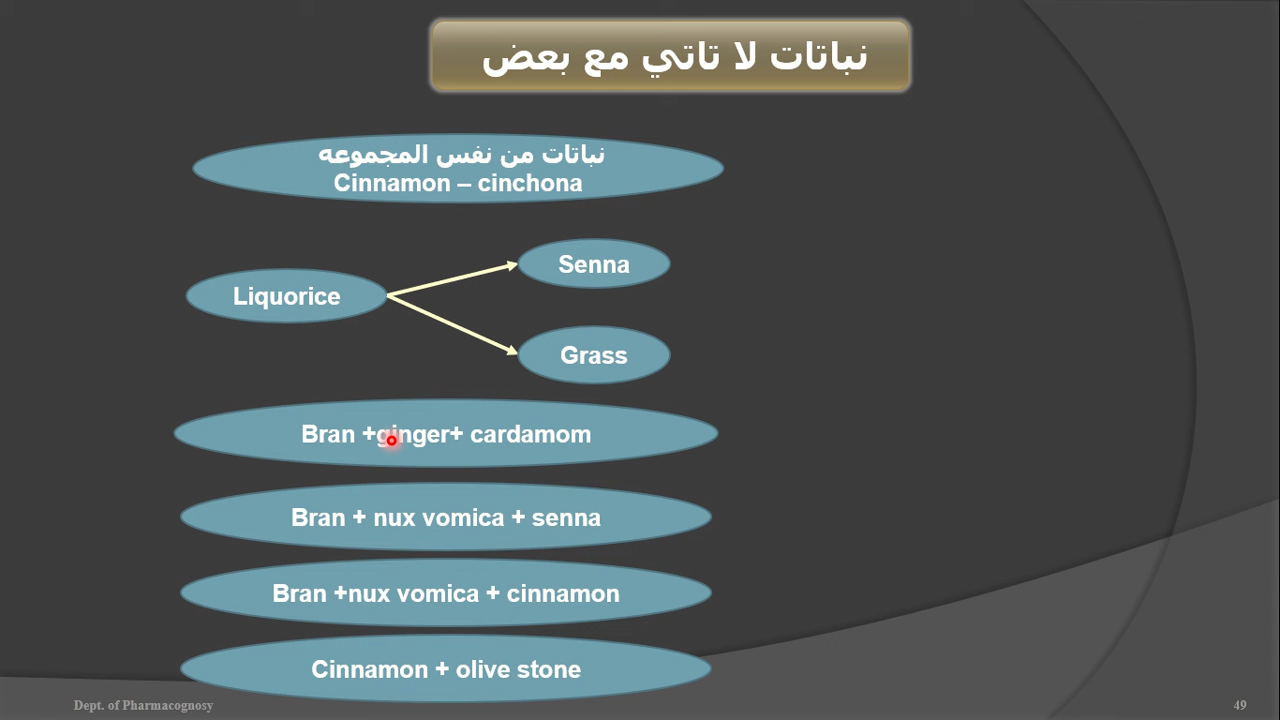 نباتات لا تاتي مع بعض
نباتات من نفس المجموعه
Cinnamon – cinchona
Senna
Liquorice
Grass
Bran +ginger+ cardamom
Bran + nux vomica + senna
Bran +nux vomica + cinnamon
Cinnamon + olive stone
Dept. of Pharmacognosy
49